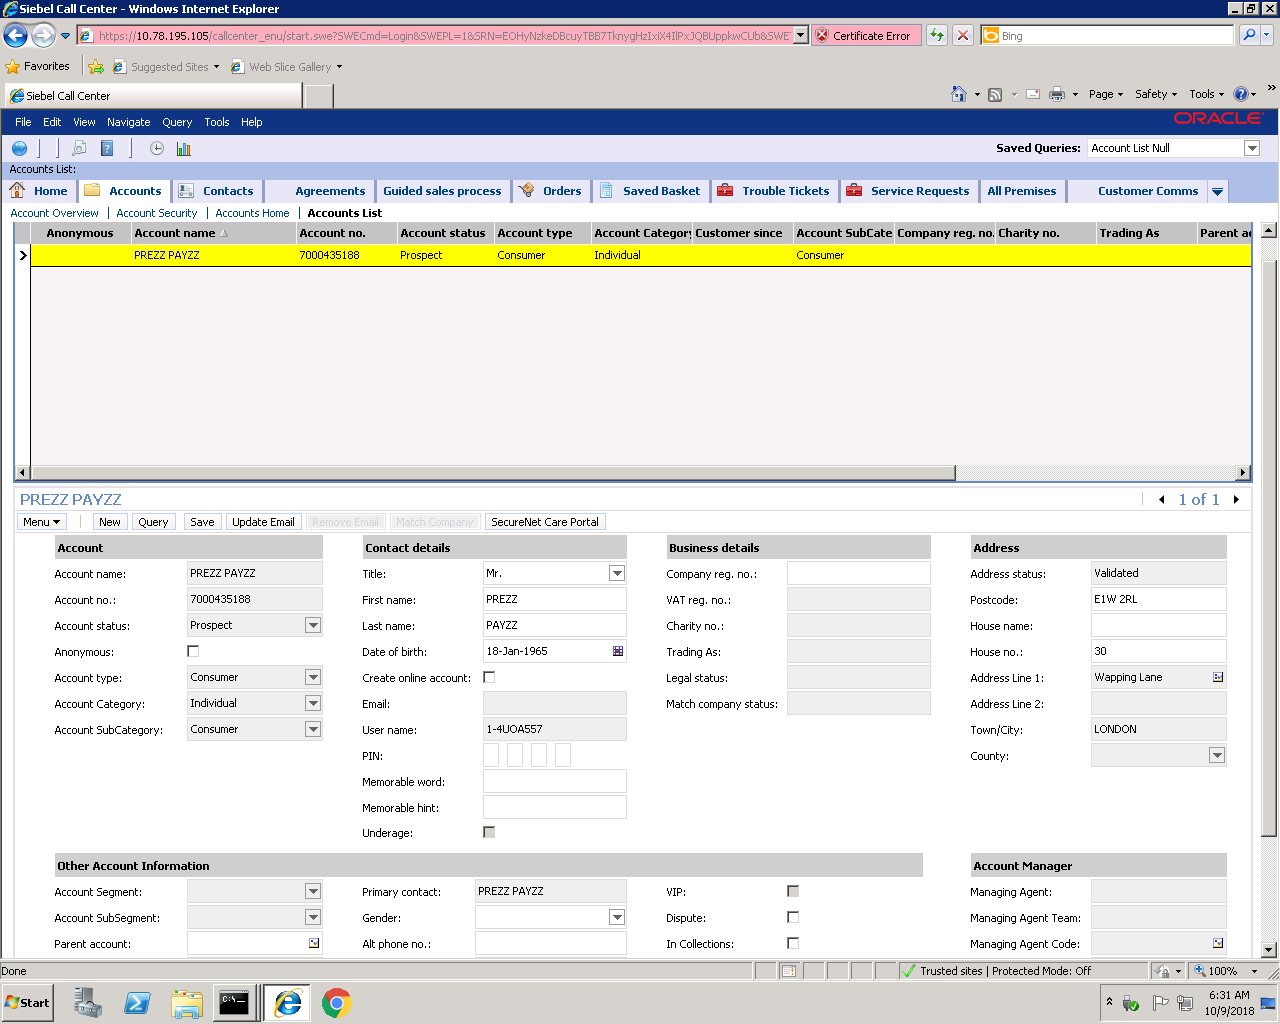 Siebel Call Center - Windows Internet Explorer
https://10.78.195.105/callcenter_enu/start.swe?SWECmd=Login&SWEPL=1&SRN= Certificate Error Bing
Favorites Suggested Sites Web Slice Gallery
Siebel Call Center Page Safety Tools
File Edit View Navigate Query Tools Help ORACLE
Saved Queries: Account List Null
Accounts List:
Home Accounts Contacts Agreements Guided sales process Orders Saved Basket Trouble Tickets Service Requests All Premises Customer Comms
Account Overview | Account Security | Accounts Home | Accounts List
Anonymous Account name Account no. Account status Account type Account Category Customer since Account SubCate Company reg. no. Charity no. Trading As Parent ac
PREZZ PAYZZ 7000435188 Prospect Consumer Individual Consumer
PREZZ PAYZZ 1 of 1
Menu New Query Save Update Email Remove Email Match Company SecureNet Care Portal
Account Contact details Business details Address
Account name: PREZZ PAYZZ Title: Mr. Company reg. no.: Address status: Validated
Account no.: 7000435188 First name: PREZZ VAT reg. no.: Postcode: E1W 2RL
Account status: Prospect Last name: PAYZZ Charity no.: House name:
Anonymous: Date of birth: 18-Jan-1965 Trading As: House no.: 30
Account type: Consumer Create online account: Legal status: Address Line 1: Wapping Lane
Account Category: Individual Email: Match company status: Address Line 2:
Account SubCategory: Consumer User name: 1-4UOA557 Town/City: LONDON
PIN: County:
Memorable word:
Memorable hint:
Underage:
Other Account Information Account Manager
Account Segment: Primary contact: PREZZ PAYZZ VIP: Managing Agent:
Account SubSegment: Gender: Dispute: Managing Agent Team:
Parent account: Alt phone no.: In Collections: Managing Agent Code:
Done Trusted sites | Protected Mode: Off 100%
Start C:\. 6:31 AM
10/9/2018